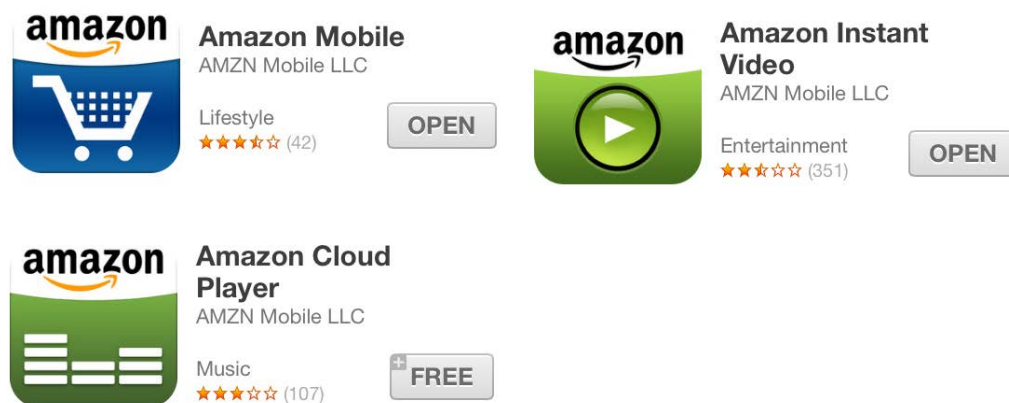 amazon
Amazon Mobile
AMZN Mobile LLC
Lifestyle
(42)
OPEN
amazon
Amazon Instant
Video
AMZN Mobile LLC
Entertainment
(351)
OPEN
amazon
Amazon Cloud
Player
AMZN Mobile LLC
Music
(107)
+
FREE